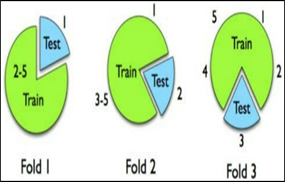 1
Test
2-5
Train
Fold 1
1
Train
Test
2
3-5
Fold 2
5
1
Train
4
2
Test
3
Fold 3